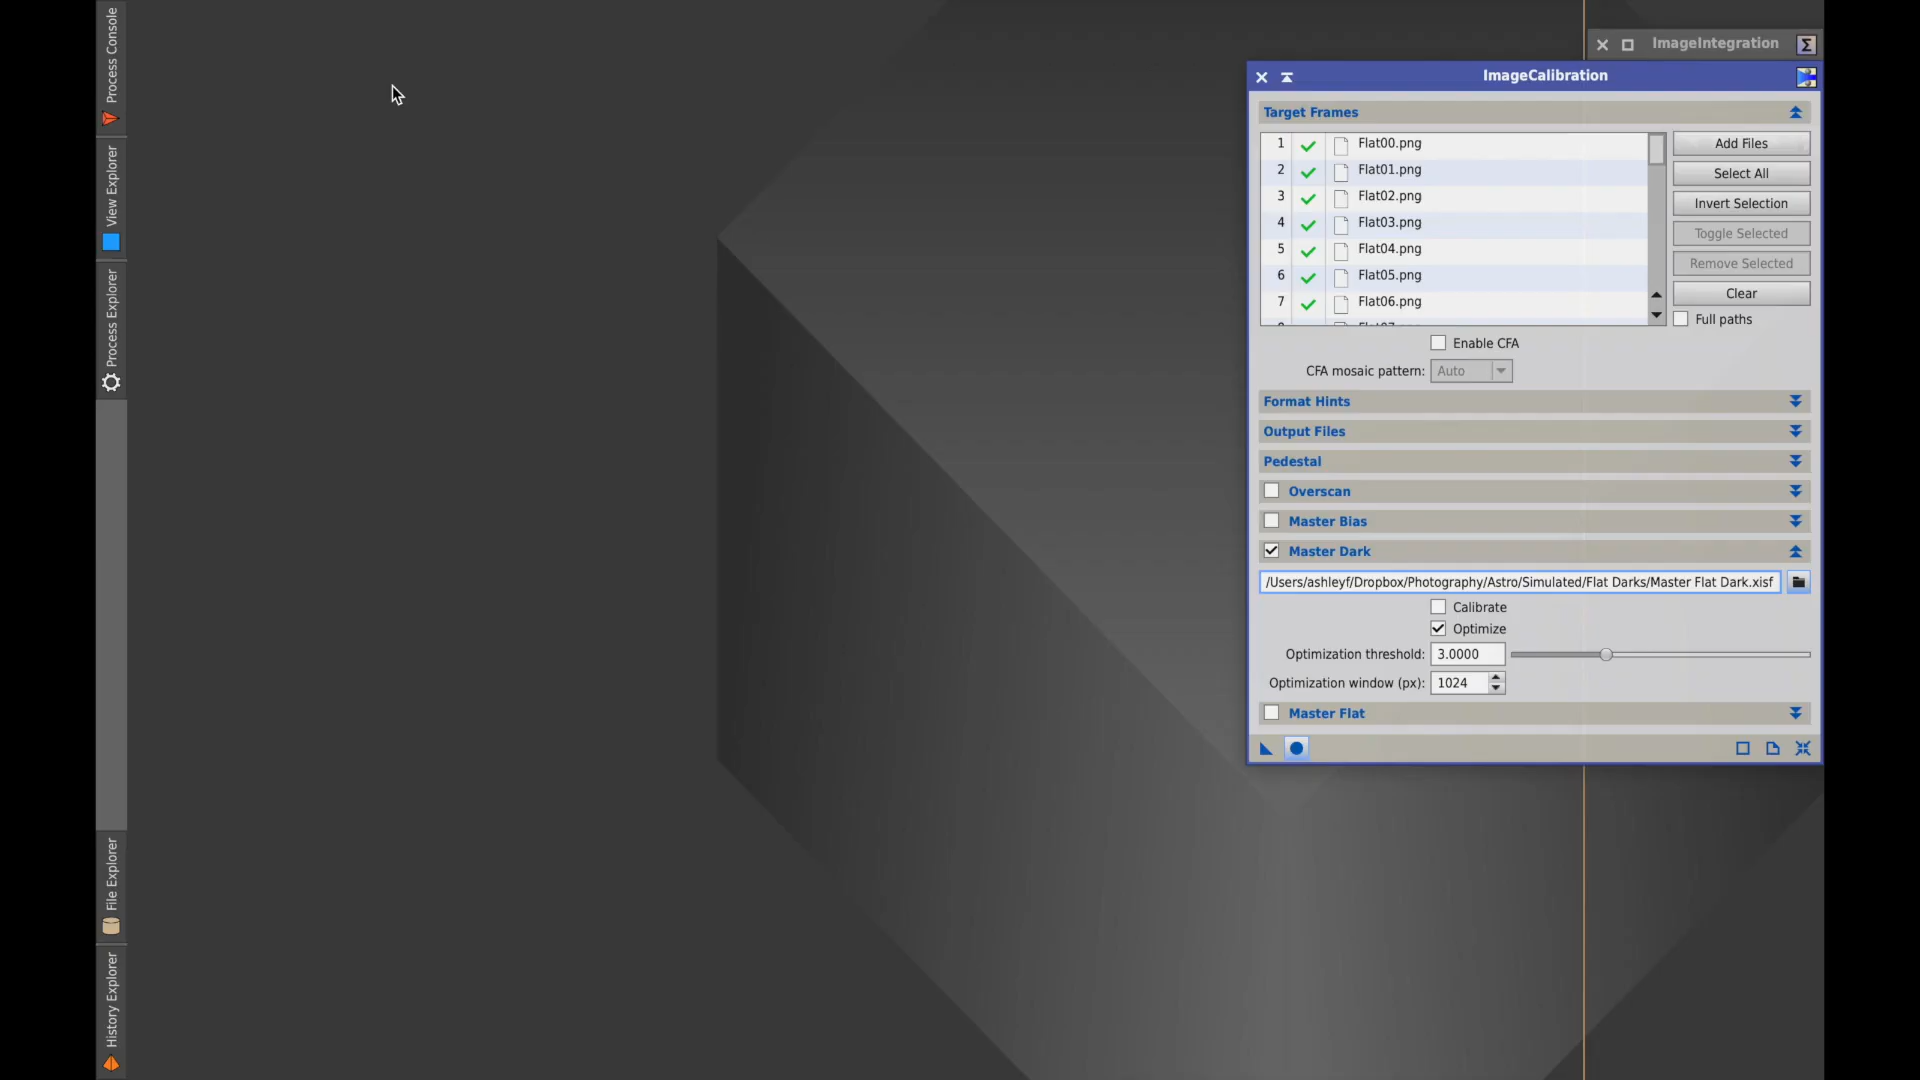 Process Console
View Explorer
Process Explorer
File Explorer
History Explorer
ImageIntegration
ImageCalibration
Target Frames
1 Flat00.png
2 Flat01.png
3 Flat02.png
4 Flat03.png
5 Flat04.png
6 Flat05.png
7 Flat06.png
Add Files
Select All
Invert Selection
Toggle Selected
Remove Selected
Clear
Full paths
Enable CFA
CFA mosaic pattern: Auto
Format Hints
Output Files
Pedestal
Overscan
Master Bias
Master Dark
/Users/ashleyf/Dropbox/Photography/Astro/Simulated/Flat Darks/Master Flat Dark.xisf
Calibrate
Optimize
Optimization threshold: 3.0000
Optimization window (px): 1024
Master Flat